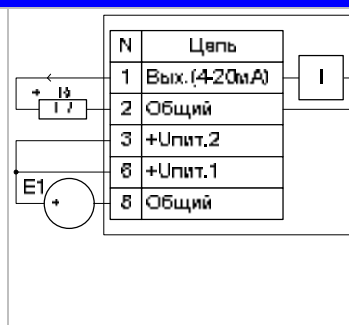 N Цепь
1 Вых.(4-20мА) I
+
2 Общий
3 +Uпит.2
6 +Uпит.1
E1 +
8 Общий